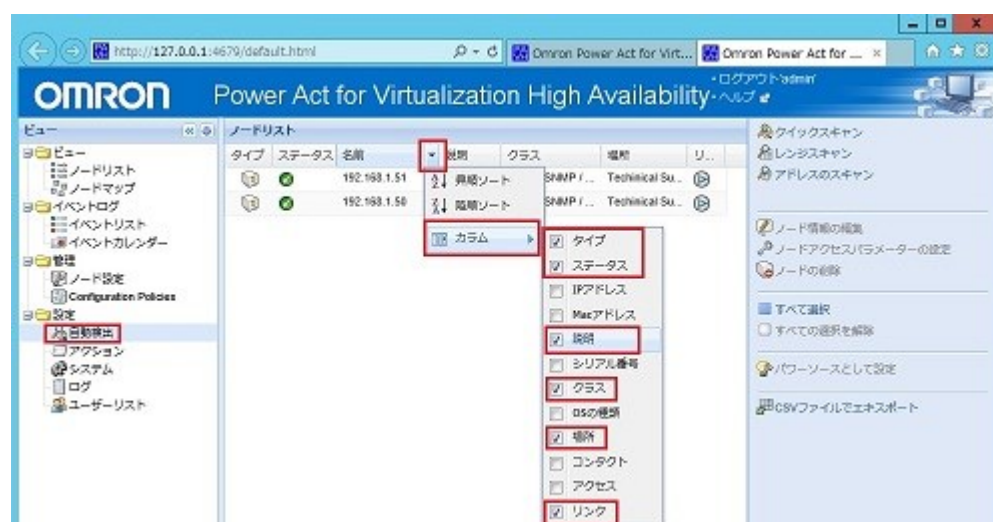 http://127.0.0.1:4679/default.html
Omron Power Act for Virt...
Omron Power Act for ...
OMRON
Power Act for Virtualization High Availability
ログアウト'admin'
ヘルプ
ビュー
ビュー
ノードリスト
ノードマップ
イベントログ
イベントリスト
イベントカレンダー
管理
ノード設定
Configuration Policies
設定
自動検出
アクション
システム
ログ
ユーザーリスト
ノードリスト
タイプ ステータス 名前 説明 クラス 場所 リ...
192.168.1.51 SNMP / ... Techinical Su...
192.168.1.50 SNMP / ... Techinical Su...
昇順ソート
降順ソート
カラム
タイプ
ステータス
IPアドレス
Macアドレス
説明
シリアル番号
クラス
OSの種類
場所
コンタクト
アクセス
リンク
クイックスキャン
レンジスキャン
アドレスのスキャン
ノード情報の編集
ノードアクセスパラメーターの設定
ノードの削除
すべて選択
すべての選択を解除
パワーソースとして設定
CSVファイルでエキスポート